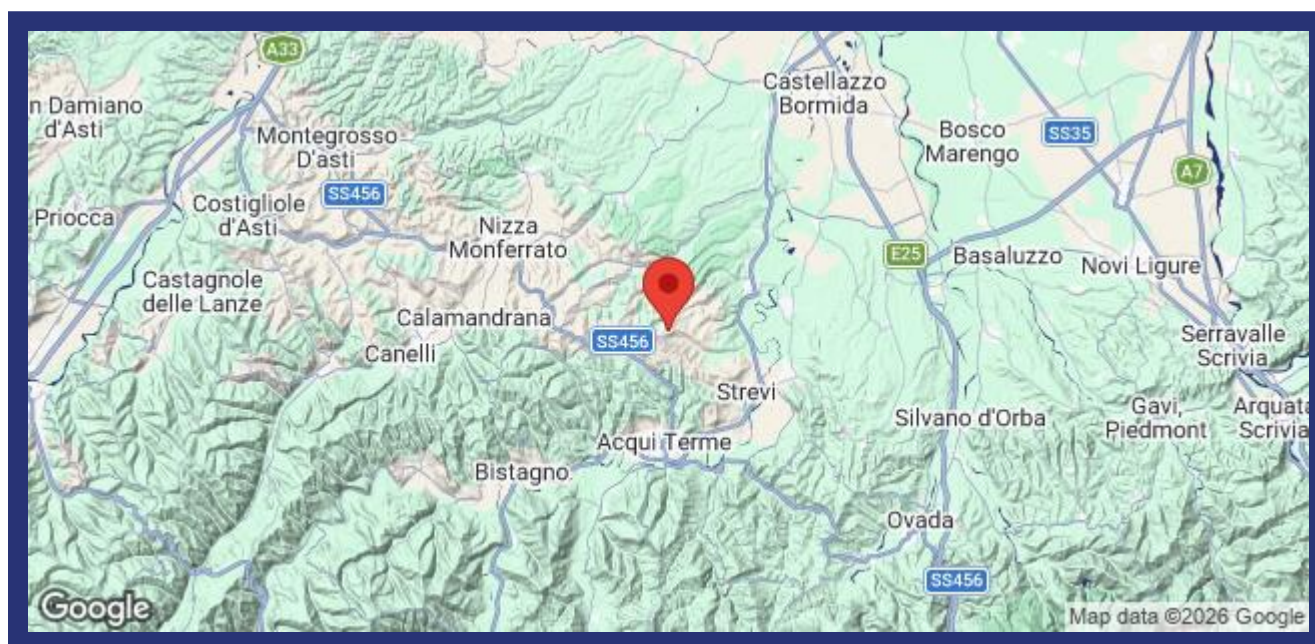 A33
n Damiano
d'Asti
Castellazzo
Bormida
Montegrosso
D'asti
Bosco
Marengo
SS35
A7
SS456
Priocca
Costigliole
d'Asti
Nizza
Monferrato
E25
Basaluzzo
Novi Ligure
Castagnole
delle Lanze
Calamandrana
SS456
Canelli
Serravalle
Scrivia
Strevi
Silvano d'Orba
Gavi,
Piedmont
Arquata
Scrivia
Acqui Terme
Bistagno
Ovada
SS456
Google
Map data ©2026 Google